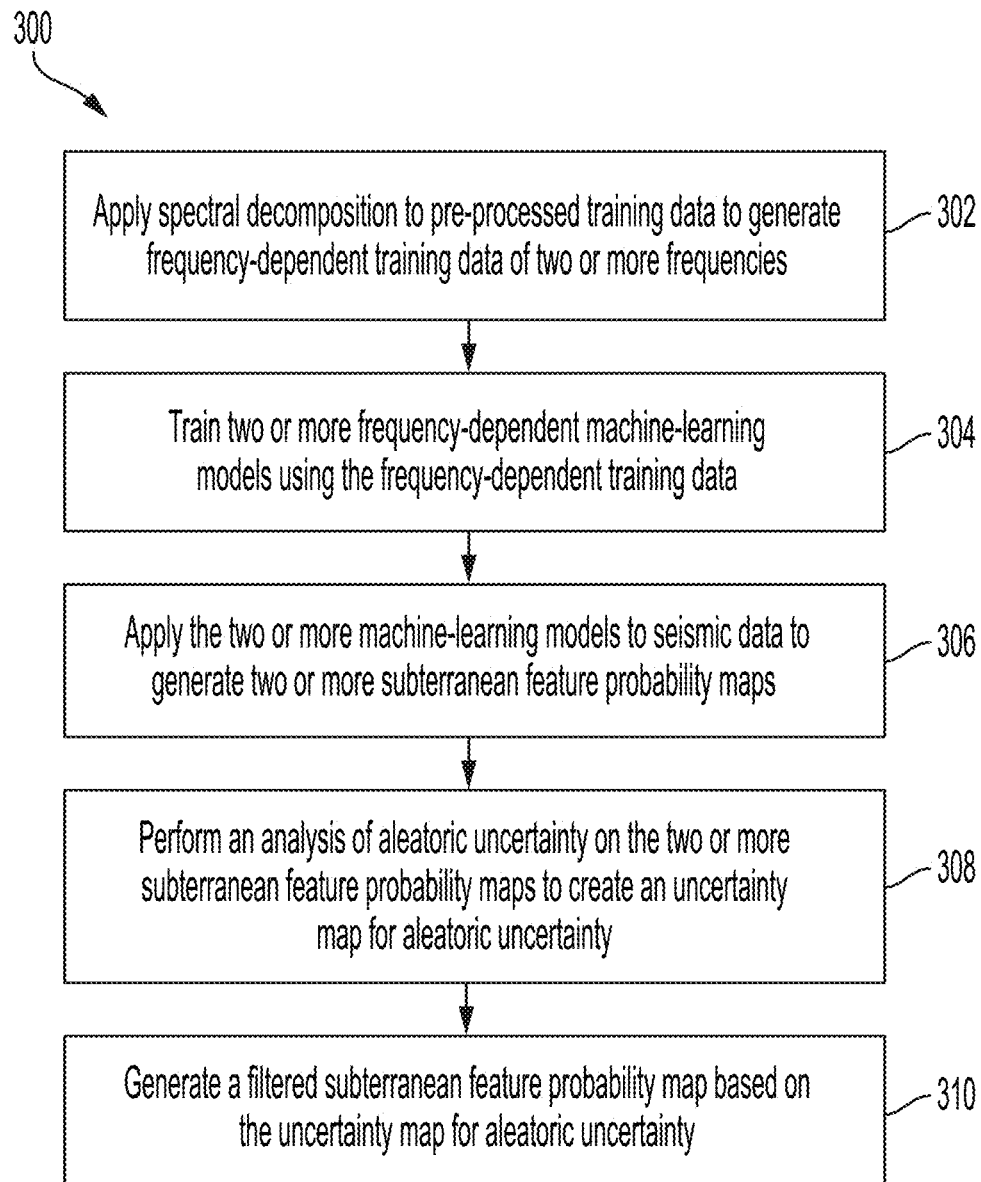 300
Apply spectral decomposition to pre-processed training data to generate
frequency-dependent training data of two or more frequencies
302
Train two or more frequency-dependent machine-learning
models using the frequency-dependent training data
304
Apply the two or more machine-learning models to seismic data to
generate two or more subterranean feature probability maps
306
Perform an analysis of aleatoric uncertainty on the two or more
subterranean feature probability maps to create an uncertainty
map for aleatoric uncertainty
308
Generate a filtered subterranean feature probability map based on
the uncertainty map for aleatoric uncertainty
310